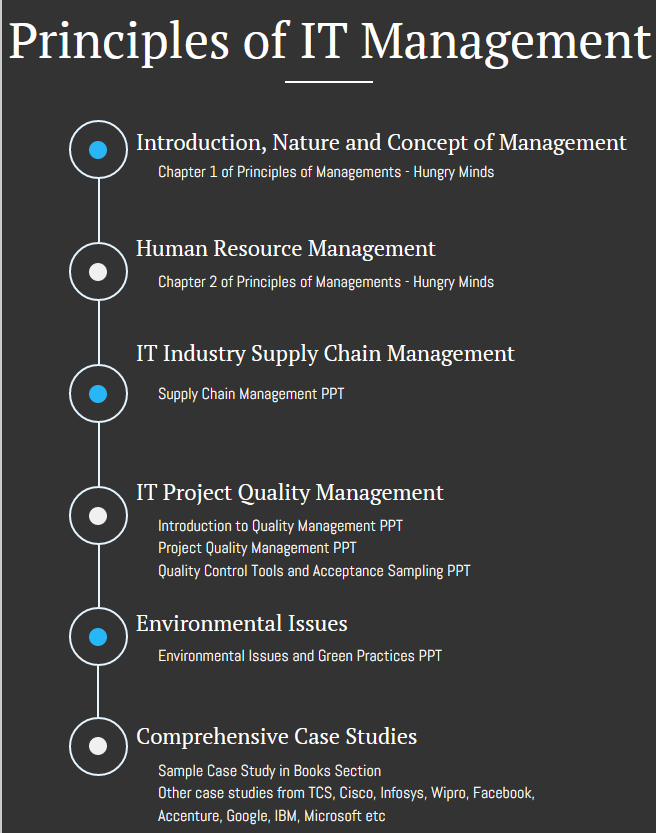 Principles of IT Management
Introduction, Nature and Concept of Management
Chapter 1 of Principles of Managements - Hungry Minds
Human Resource Management
Chapter 2 of Principles of Managements - Hungry Minds
IT Industry Supply Chain Management
Supply Chain Management PPT
IT Project Quality Management
Introduction to Quality Management PPT
Project Quality Management PPT
Quality Control Tools and Acceptance Sampling PPT
Environmental Issues
Environmental Issues and Green Practices PPT
Comprehensive Case Studies
Sample Case Study in Books Section
Other case studies from TCS, Cisco, Infosys, Wipro, Facebook,
Accenture, Google, IBM, Microsoft etc